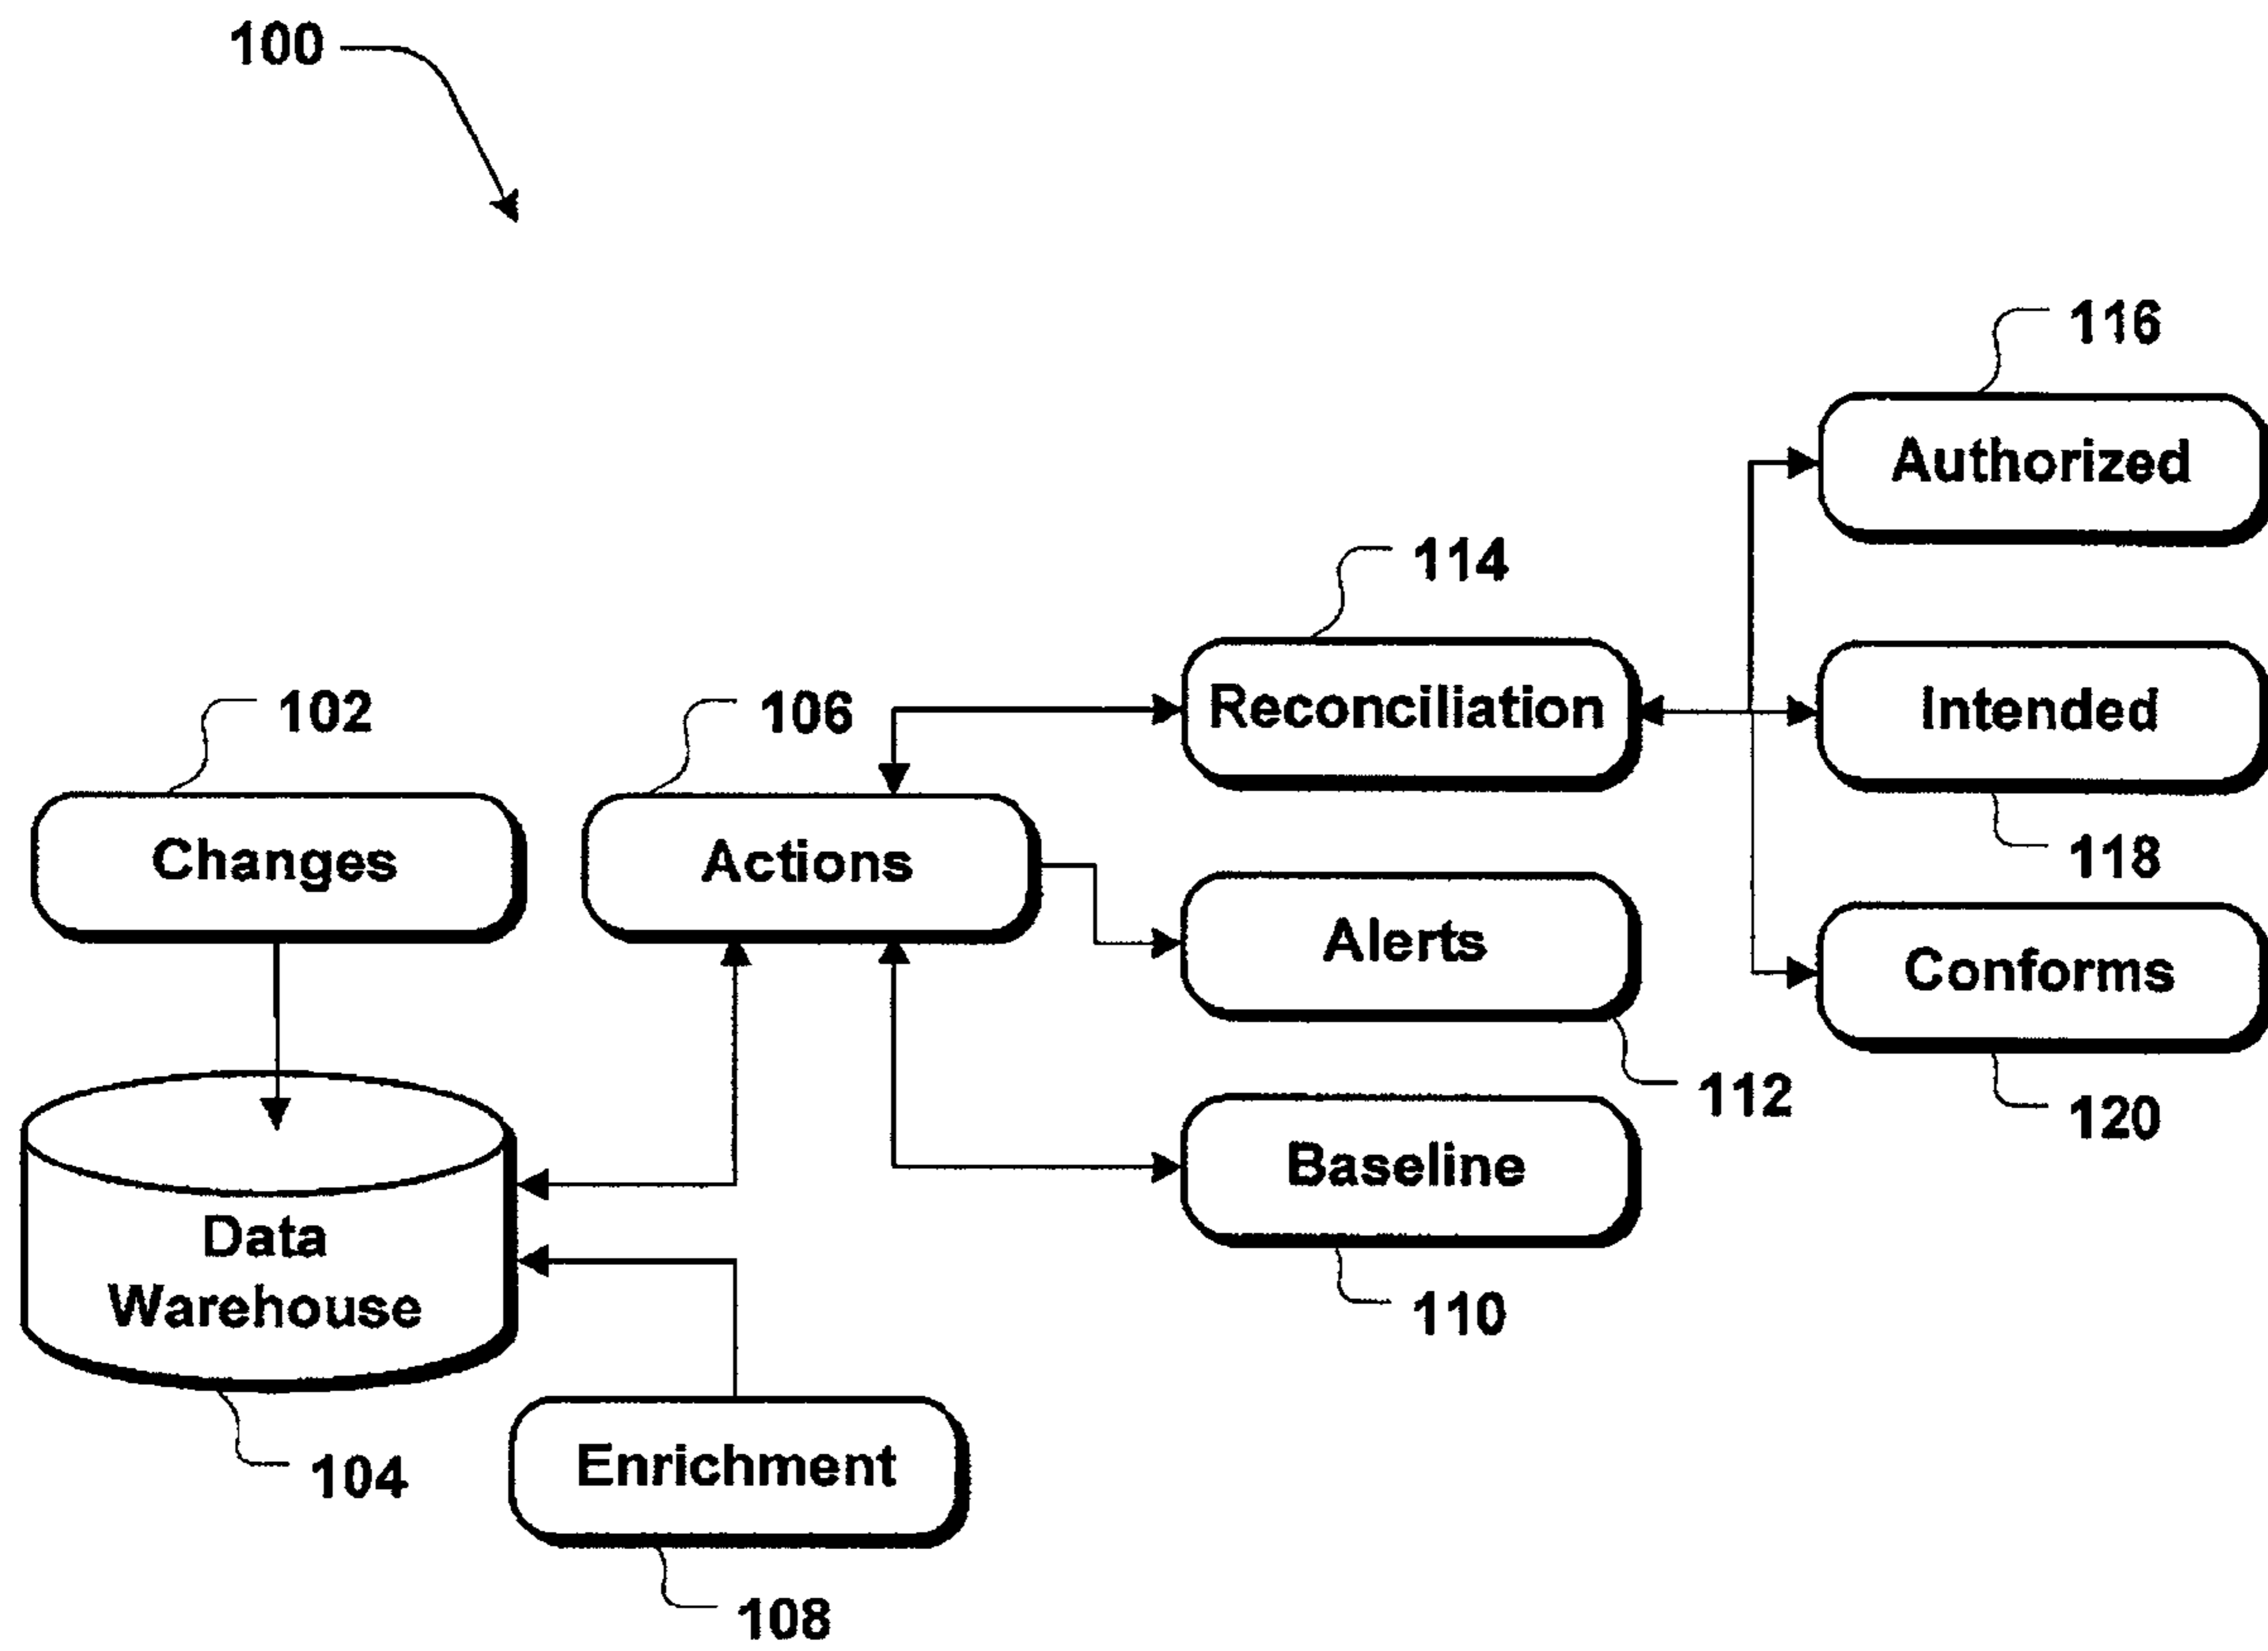 100
116
Authorized
114
Reconciliation
Intended
102
106
118
Changes
Actions
Alerts
Conforms
112
120
Baseline
Data
Warehouse
110
104
Enrichment
108